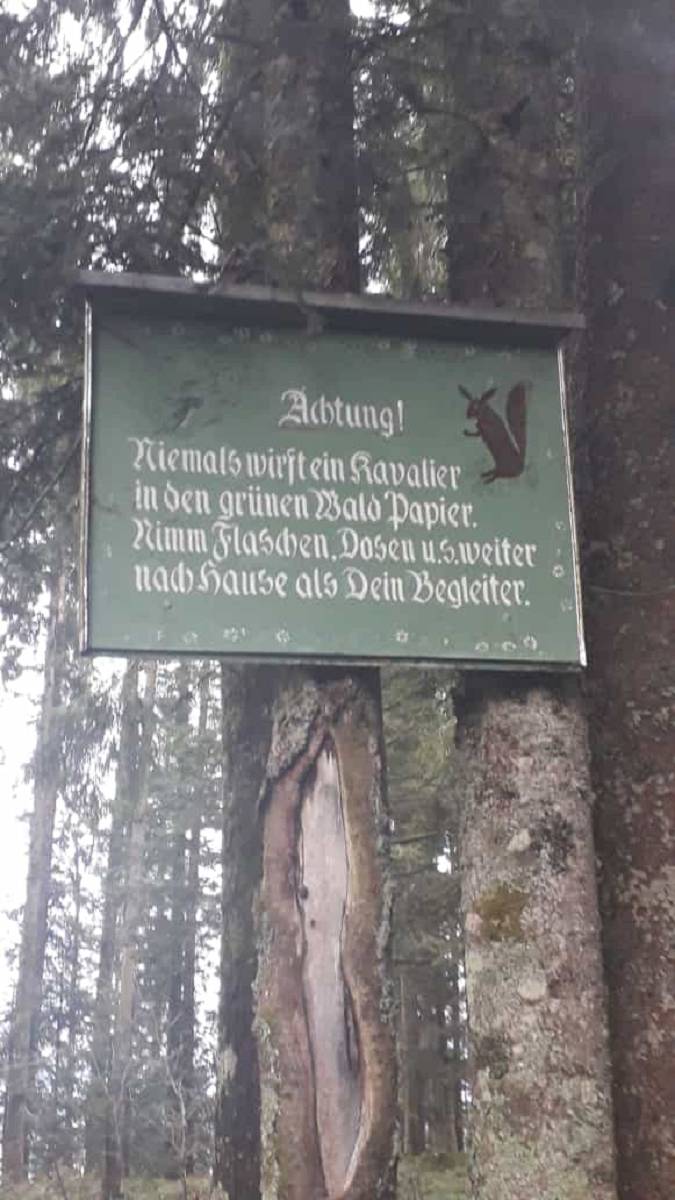 Achtung!
Niemals wirft ein Kavalier
in den grünen Wald Papier.
Nimm Flaschen, Dosen u.s.weiter
nach Hause als Dein Begleiter.